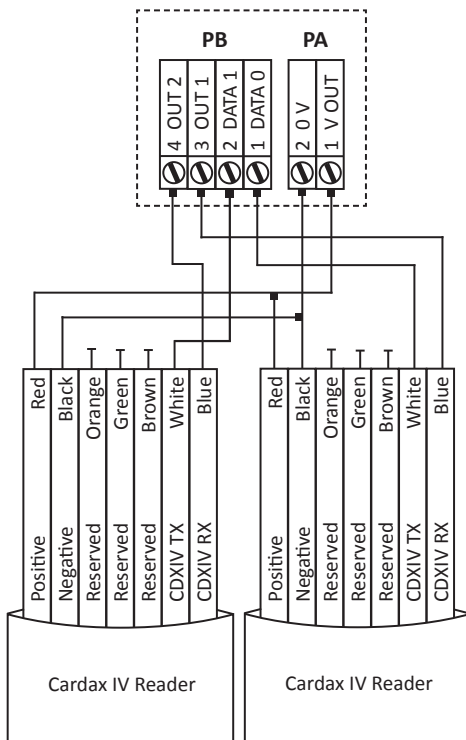 PB PA
4 OUT 2
3 OUT 1
2 DATA 1
1 DATA 0
2 0 V
1 V OUT
Positive Red
Negative Black
Reserved Orange
Reserved Green
Reserved Brown
CDXIV TX White
CDXIV RX Blue
Positive Red
Negative Black
Reserved Orange
Reserved Green
Reserved Brown
CDXIV TX White
CDXIV RX Blue
Cardax IV Reader
Cardax IV Reader